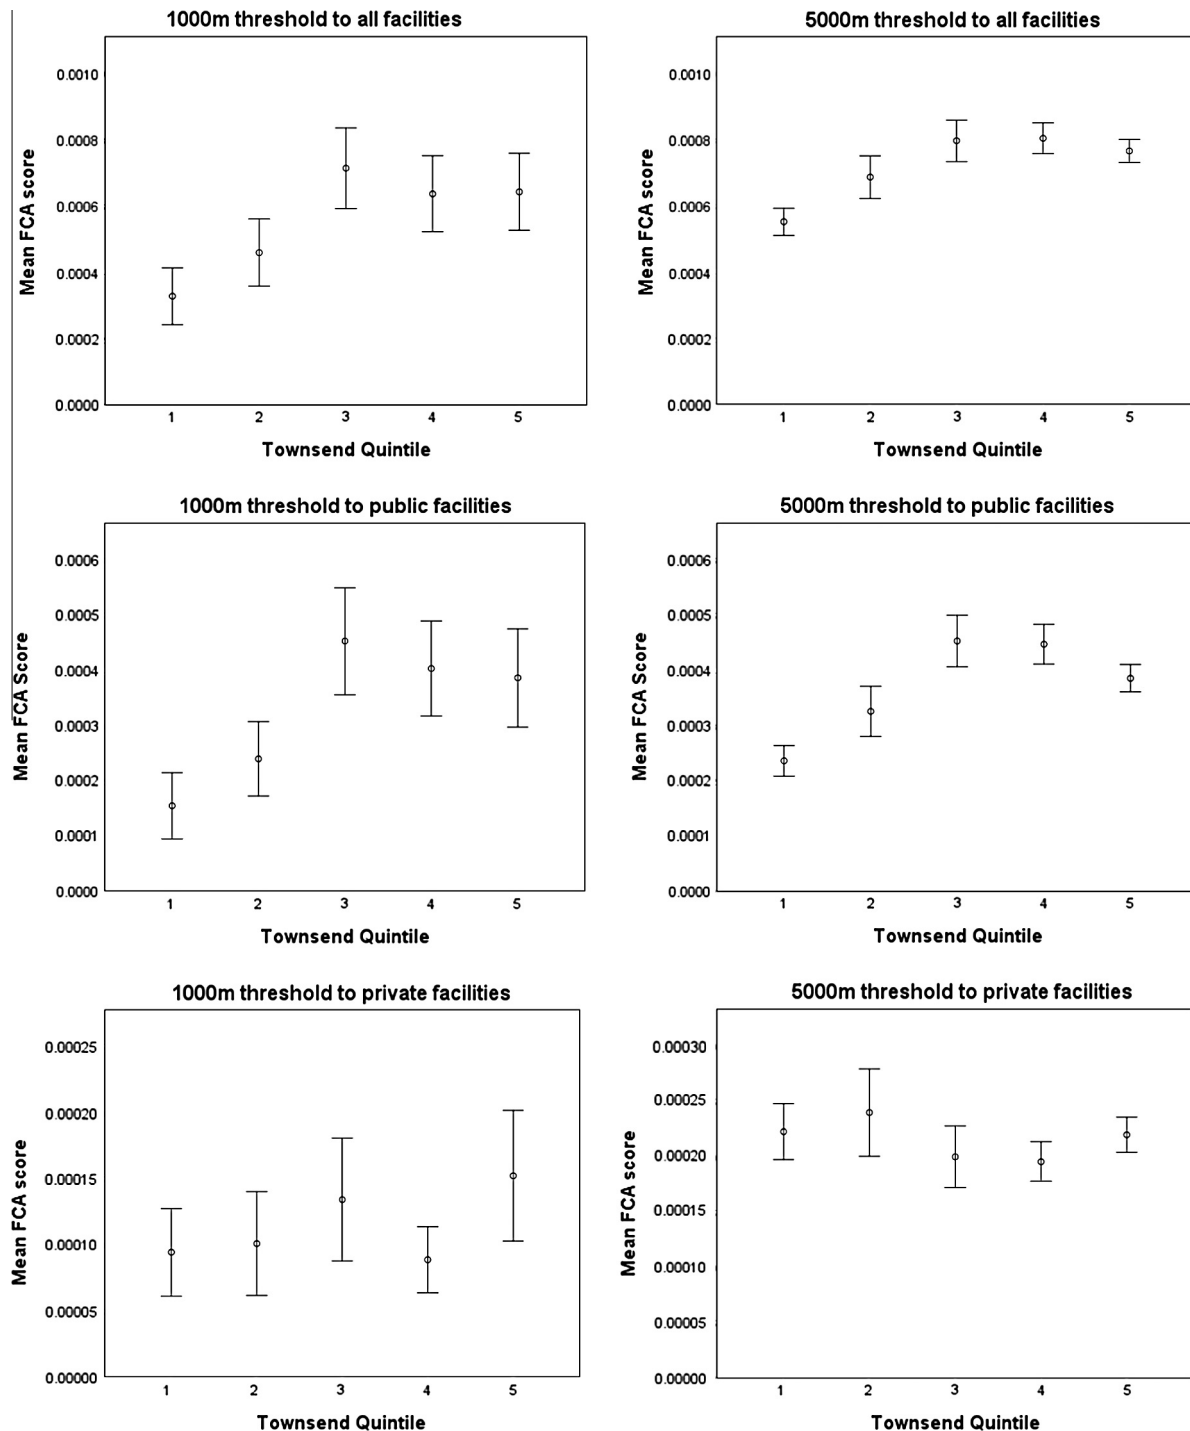 1000m threshold to all facilities
Mean FCA score
0.0010
0.0008
0.0006
0.0004
0.0002
0.0000
1 2 3 4 5
Townsend Quintile
5000m threshold to all facilities
Mean FCA score
0.0010
0.0008
0.0006
0.0004
0.0002
0.0000
1 2 3 4 5
Townsend Quintile
1000m threshold to public facilities
Mean FCA Score
0.0006
0.0005
0.0004
0.0003
0.0002
0.0001
0.0000
1 2 3 4 5
Townsend Quintile
5000m threshold to public facilities
Mean FCA Score
0.0006
0.0005
0.0004
0.0003
0.0002
0.0001
0.0000
1 2 3 4 5
Townsend Quintile
1000m threshold to private facilities
Mean FCA score
0.00025
0.00020
0.00015
0.00010
0.00005
0.00000
1 2 3 4 5
Townsend Quintile
5000m threshold to private facilities
Mean FCA score
0.00030
0.00025
0.00020
0.00015
0.00010
0.00005
0.00000
1 2 3 4 5
Townsend Quintile